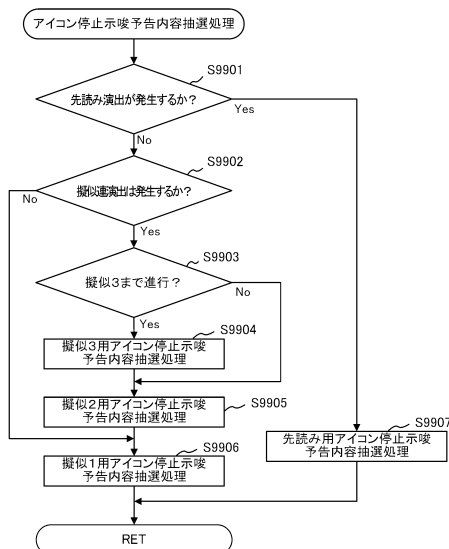 アイコン停止示唆予告内容抽選処理
S9901
先読み演出が発生するか？
Yes
No
S9902
擬似連演出は発生するか？
No
Yes
S9903
擬似３まで進行？
No
Yes
S9904
擬似３用アイコン停止示唆
予告内容抽選処理
S9905
擬似２用アイコン停止示唆
予告内容抽選処理
S9907
先読み用アイコン停止示唆
予告内容抽選処理
S9906
擬似１用アイコン停止示唆
予告内容抽選処理
RET